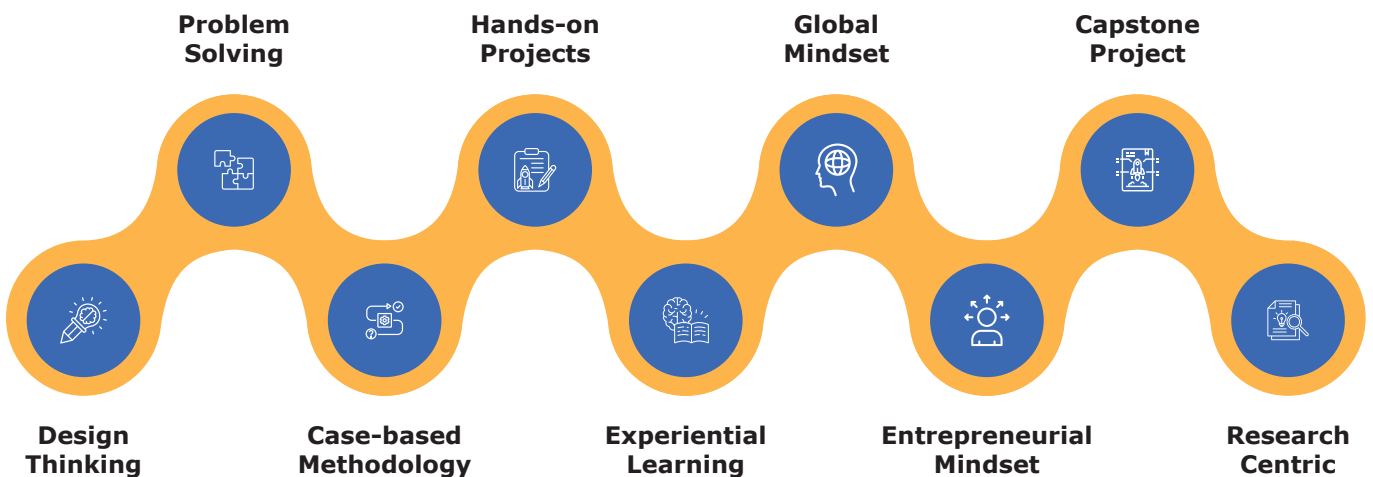 Problem
Solving
Hands-on
Projects
Global
Mindset
Capstone
Project
Design
Thinking
Case-based
Methodology
Experiential
Learning
Entrepreneurial
Mindset
Research
Centric